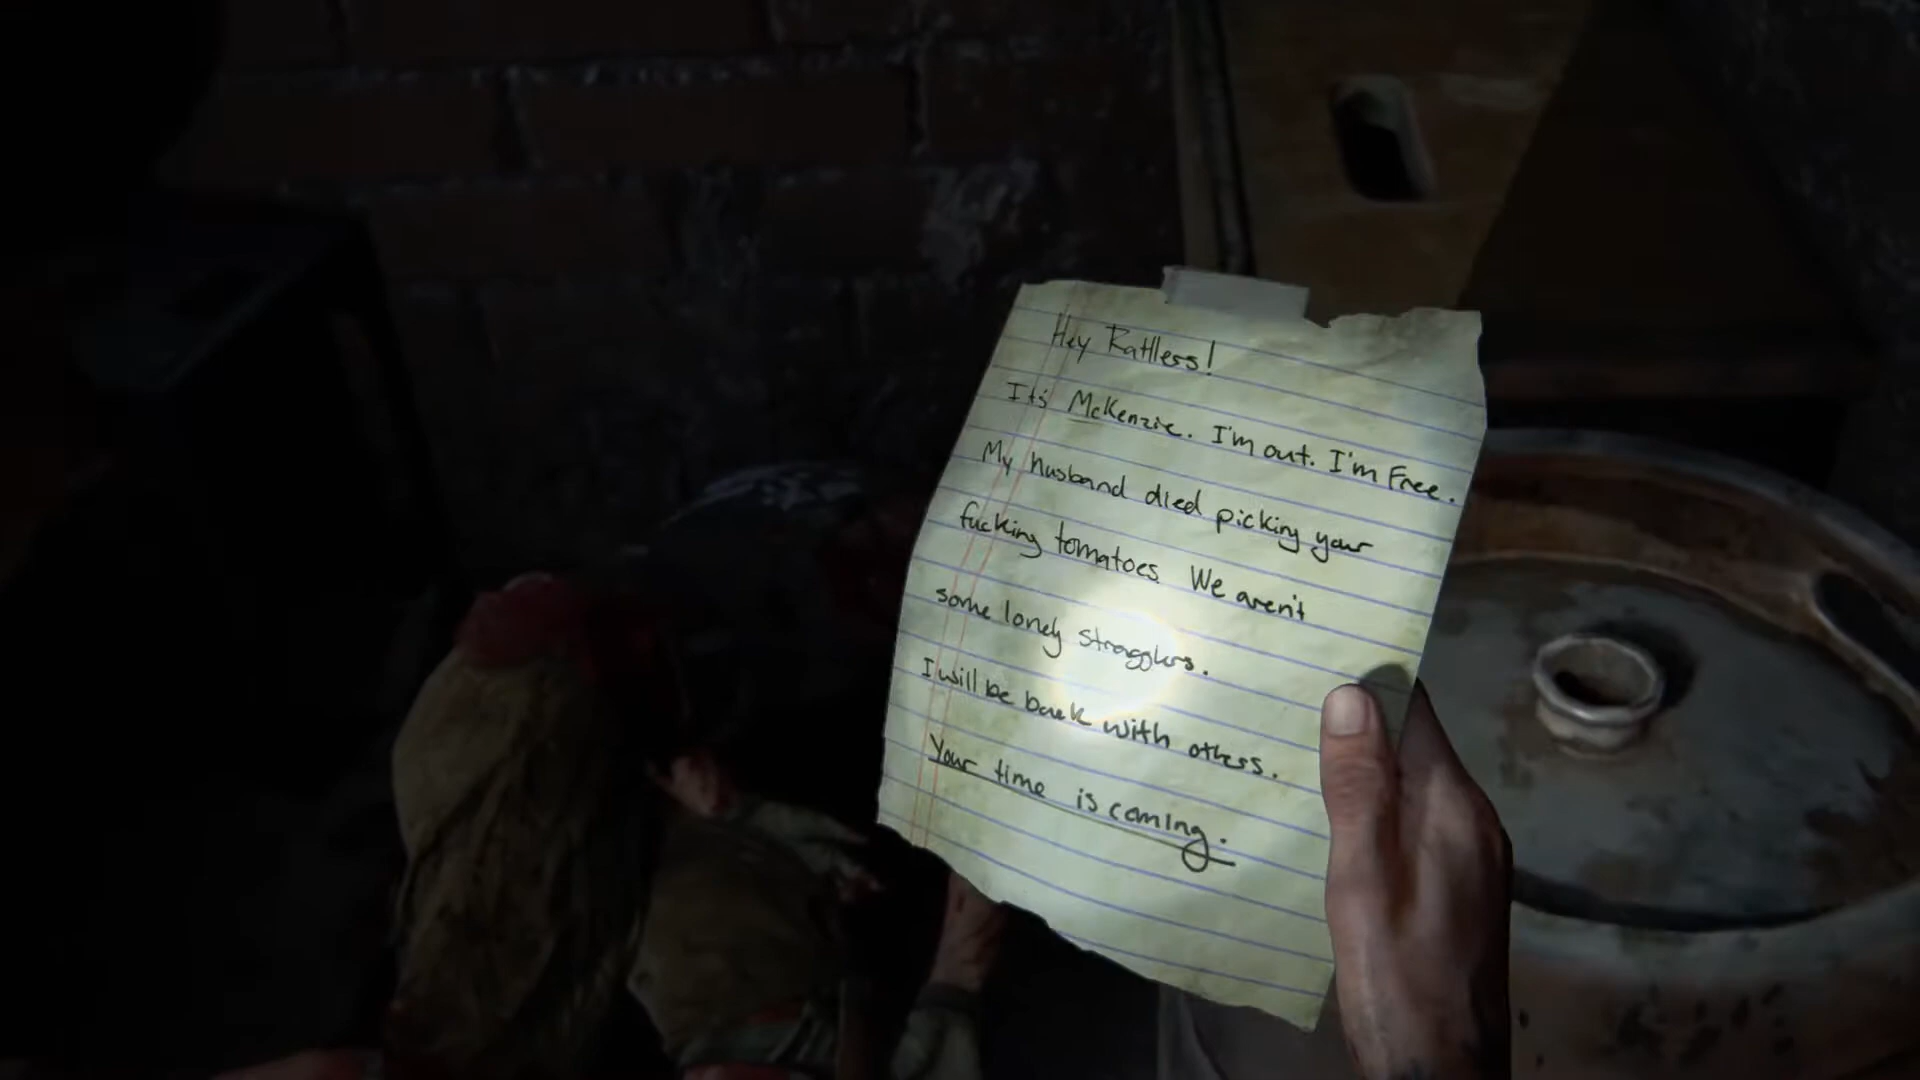 Hey Rattlers!
It's McKenzie. I'm out. I'm Free.
My husband died picking your
fucking tomatoes. We aren't
some lonely stragglers.
I will be back with others.
Your time is coming.